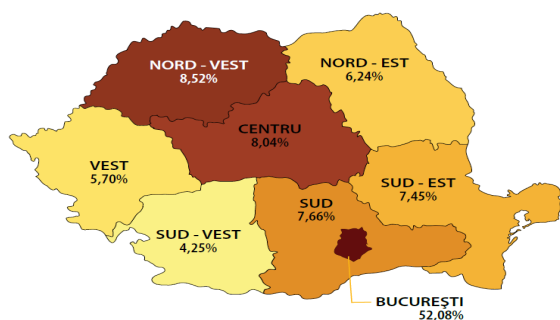 NORD - VEST
8,52%
NORD - EST
6,24%
CENTRU
8,04%
VEST
5,70%
SUD - EST
7,45%
SUD
7,66%
SUD - VEST
4,25%
BUCUREŞTI
52,08%